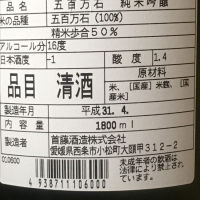 品名 五百万石 純米吟醸
米の品種 五百万石(100%)
精米歩合50%
アルコール分 16度
日本酒度 -1 酸度 1.4
品目 清酒
原材料
米、[国産] 米麹、
産米]
製造年月 平成 31. 4.
内容量 1800ml
製造者 首藤酒造株式会社
愛媛県西条市小松町大頭甲312-2
未成年者の飲酒は
法律により禁じら
れています。
4 938711 106000